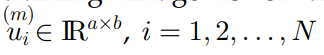 (m)
u_i ∈ ℝ^{a×b}, i = 1, 2, . . . , N